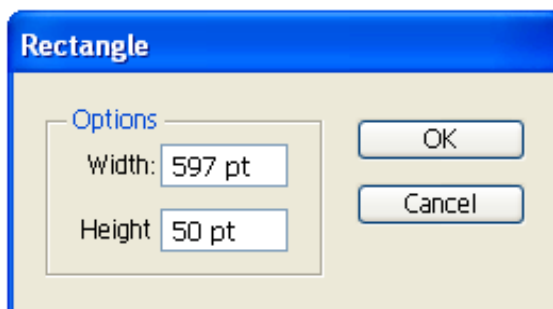 Rectangle
Options
Width: 597 pt
Height 50 pt
OK
Cancel